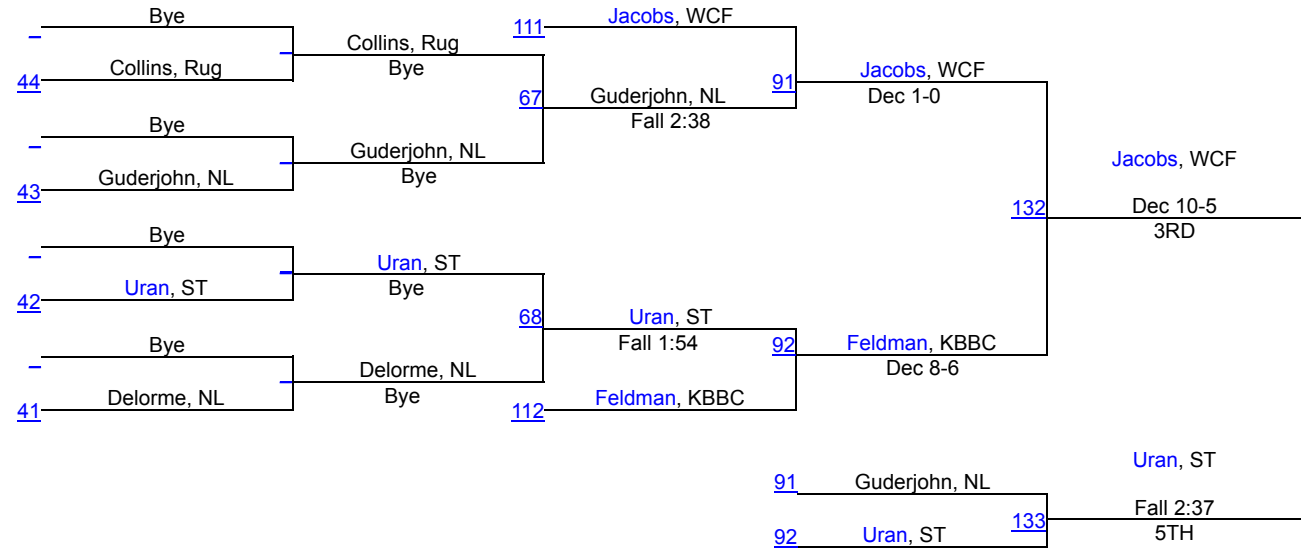 Bye
44 Collins, Rug
Collins, Rug
Bye
Bye
43 Guderjohn, NL
Guderjohn, NL
Bye
Bye
42 Uran, ST
Uran, ST
Bye
Bye
41 Delorme, NL
Delorme, NL
Bye
111 Jacobs, WCF
67 Guderjohn, NL
Fall 2:38
68 Uran, ST
Fall 1:54
112 Feldman, KBBC
91 Jacobs, WCF
Dec 1-0
92 Feldman, KBBC
Dec 8-6
Jacobs, WCF
132 Dec 10-5
3RD
91 Guderjohn, NL
92 Uran, ST
Uran, ST
133 Fall 2:37
5TH